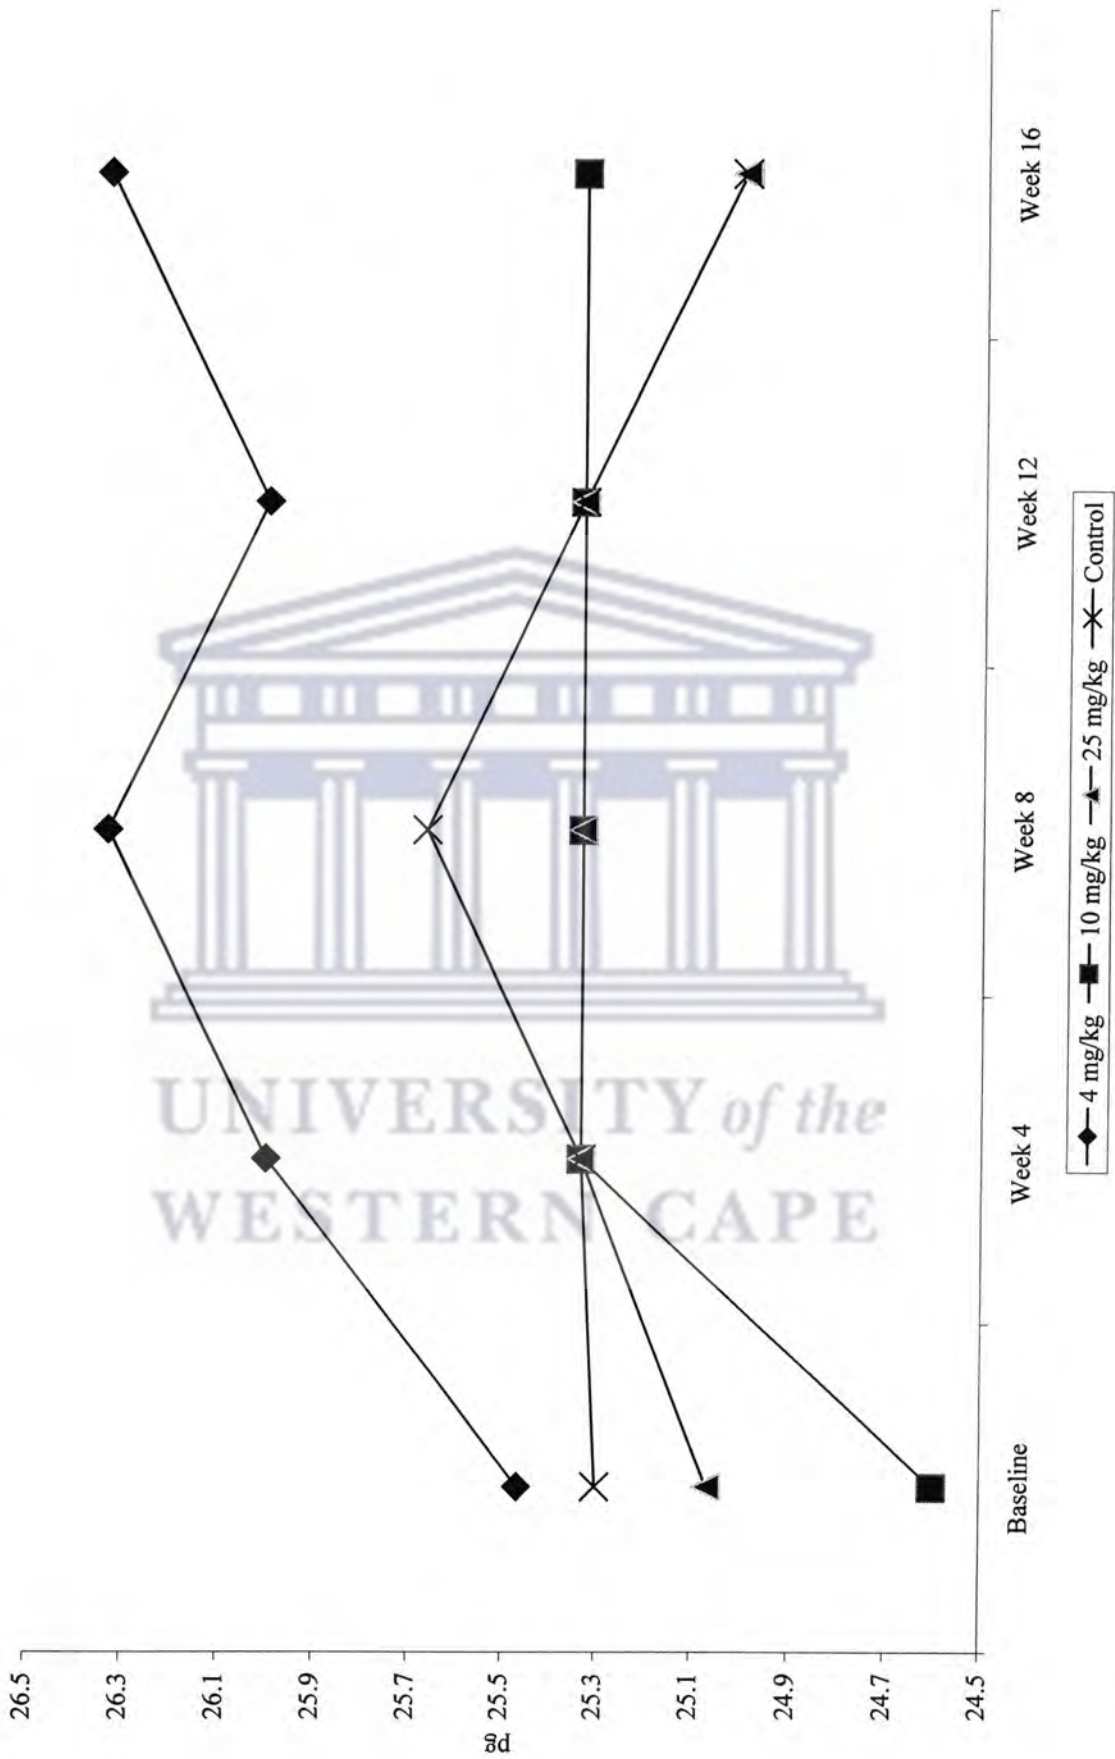 26.5
26.3
26.1
25.9
25.7
25.5
25.3
25.1
24.9
24.7
24.5
pg
Baseline
Week 4
Week 8
Week 12
Week 16
4 mg/kg
10 mg/kg
25 mg/kg
Control
UNIVERSITY of the
WESTERN CAPE